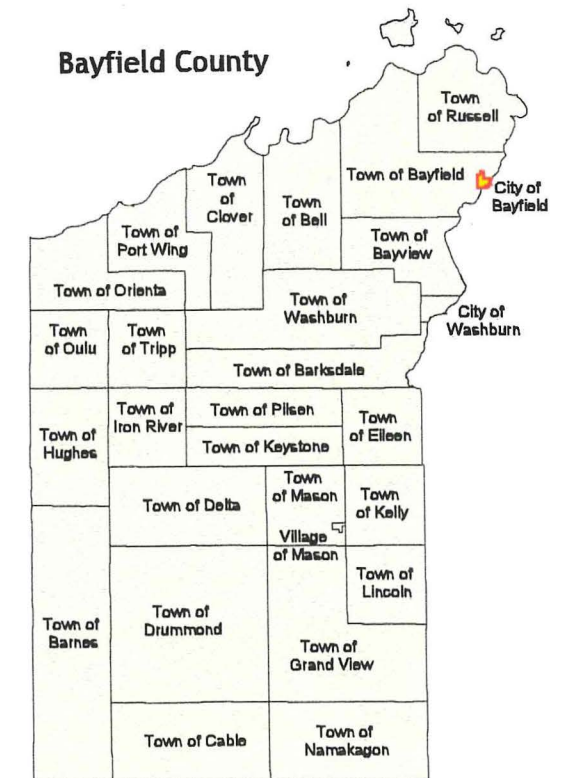 Bayfield County
Town
of Russell
Town of Bayfield
City of
Bayfield
Town
of
Clover
Town
of Bell
Town of
Port Wing
Town of
Bayview
Town of Orienta
Town of
Washburn
City of
Washburn
Town
of Oulu
Town
of Tripp
Town of Barksdale
Town of
Iron River
Town of Pilsen
Town of
Eileen
Town of
Hughes
Town of Keystone
Town
of Mason
Town
of Kelly
Town of Delta
Village
of Mason
Town of
Lincoln
Town of
Barnes
Town of
Drummond
Town of
Grand View
Town of Cable
Town of
Namakagon